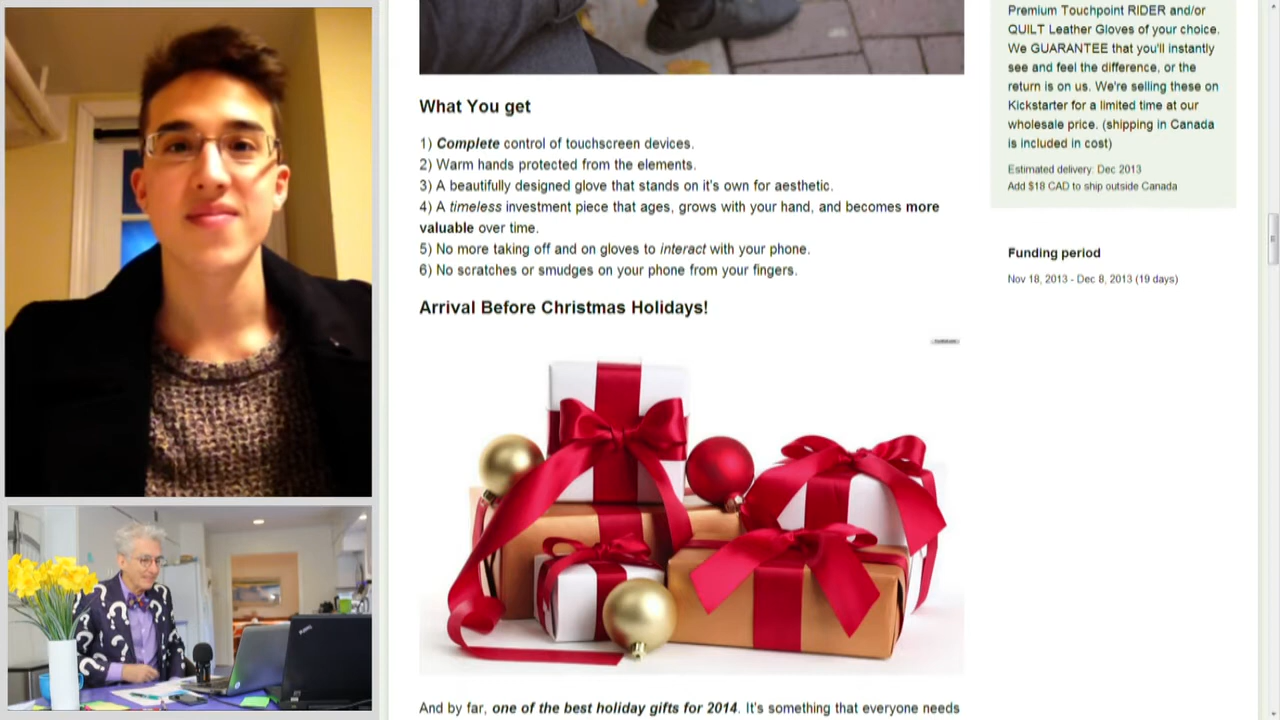 What You get
1) Complete control of touchscreen devices.
2) Warm hands protected from the elements.
3) A beautifully designed glove that stands on it's own for aesthetic.
4) A timeless investment piece that ages, grows with your hand, and becomes more
valuable over time.
5) No more taking off and on gloves to interact with your phone.
6) No scratches or smudges on your phone from your fingers.
Arrival Before Christmas Holidays!
And by far, one of the best holiday gifts for 2014. It's something that everyone needs
Premium Touchpoint RIDER and/or
QUILT Leather Gloves of your choice.
We GUARANTEE that you'll instantly
see and feel the difference, or the
return is on us. We're selling these on
Kickstarter for a limited time at our
wholesale price. (shipping in Canada
is included in cost)
Estimated delivery: Dec 2013
Add $18 CAD to ship outside Canada
Funding period
Nov 18, 2013 - Dec 8, 2013 (19 days)